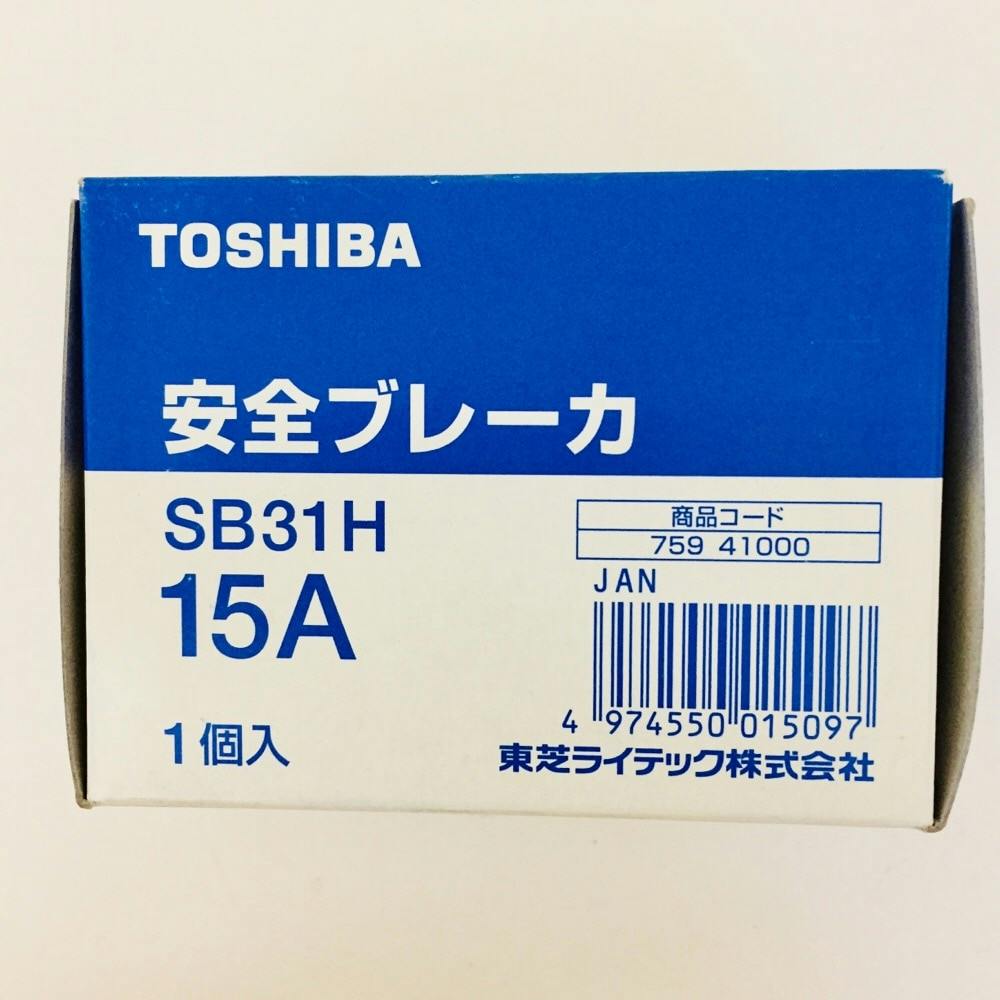 TOSHIBA
安全ブレーカ
SB31H
15A
1個入
商品コード
759 41000
JAN
4 974550 015097
東芝ライテック株式会社